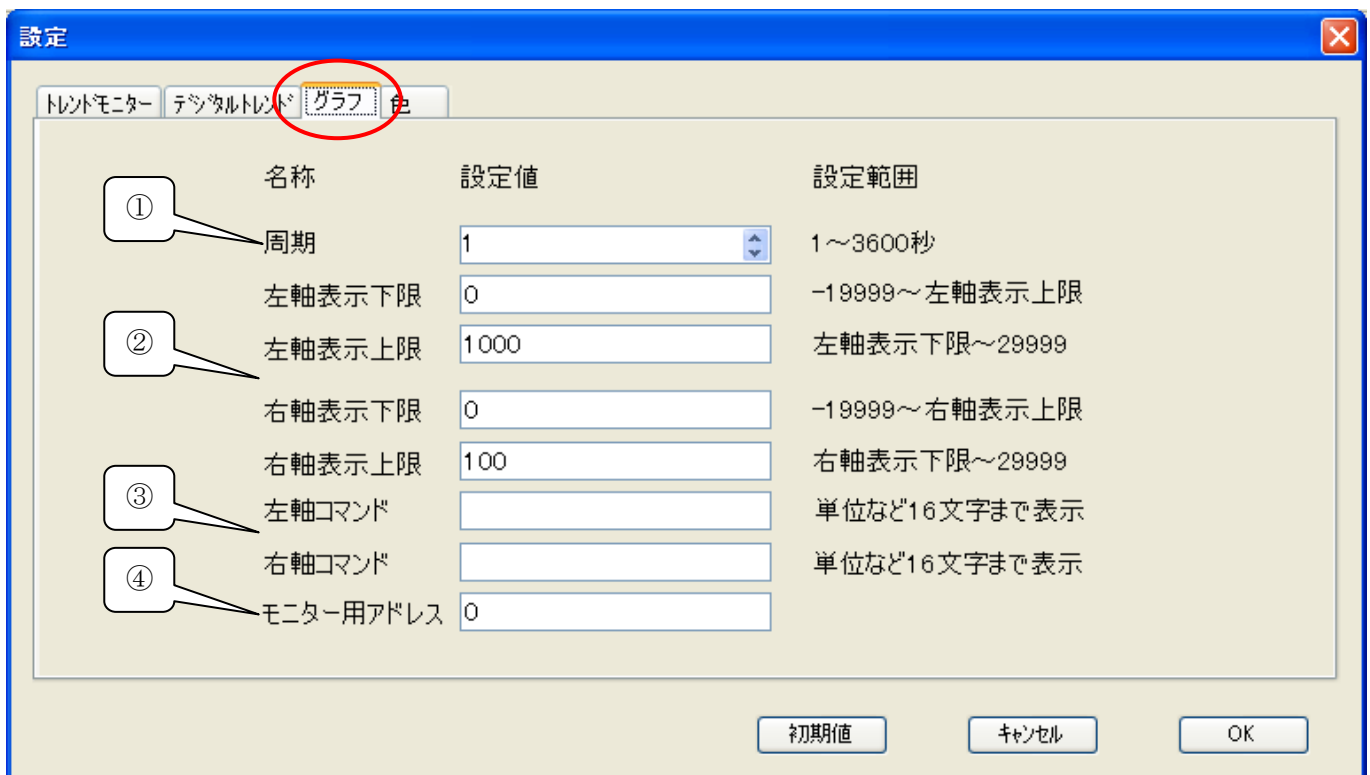 設定
トレンドモニター デジタルトレンド グラフ 色
名称 設定値 設定範囲
① 周期 1 1~3600秒
左軸表示下限 0 -19999~左軸表示上限
② 左軸表示上限 1000 左軸表示下限~29999
右軸表示下限 0 -19999~右軸表示上限
右軸表示上限 100 右軸表示下限~29999
③ 左軸コマンド 単位など16文字まで表示
右軸コマンド 単位など16文字まで表示
④ モニター用アドレス 0
初期値 キャンセル OK